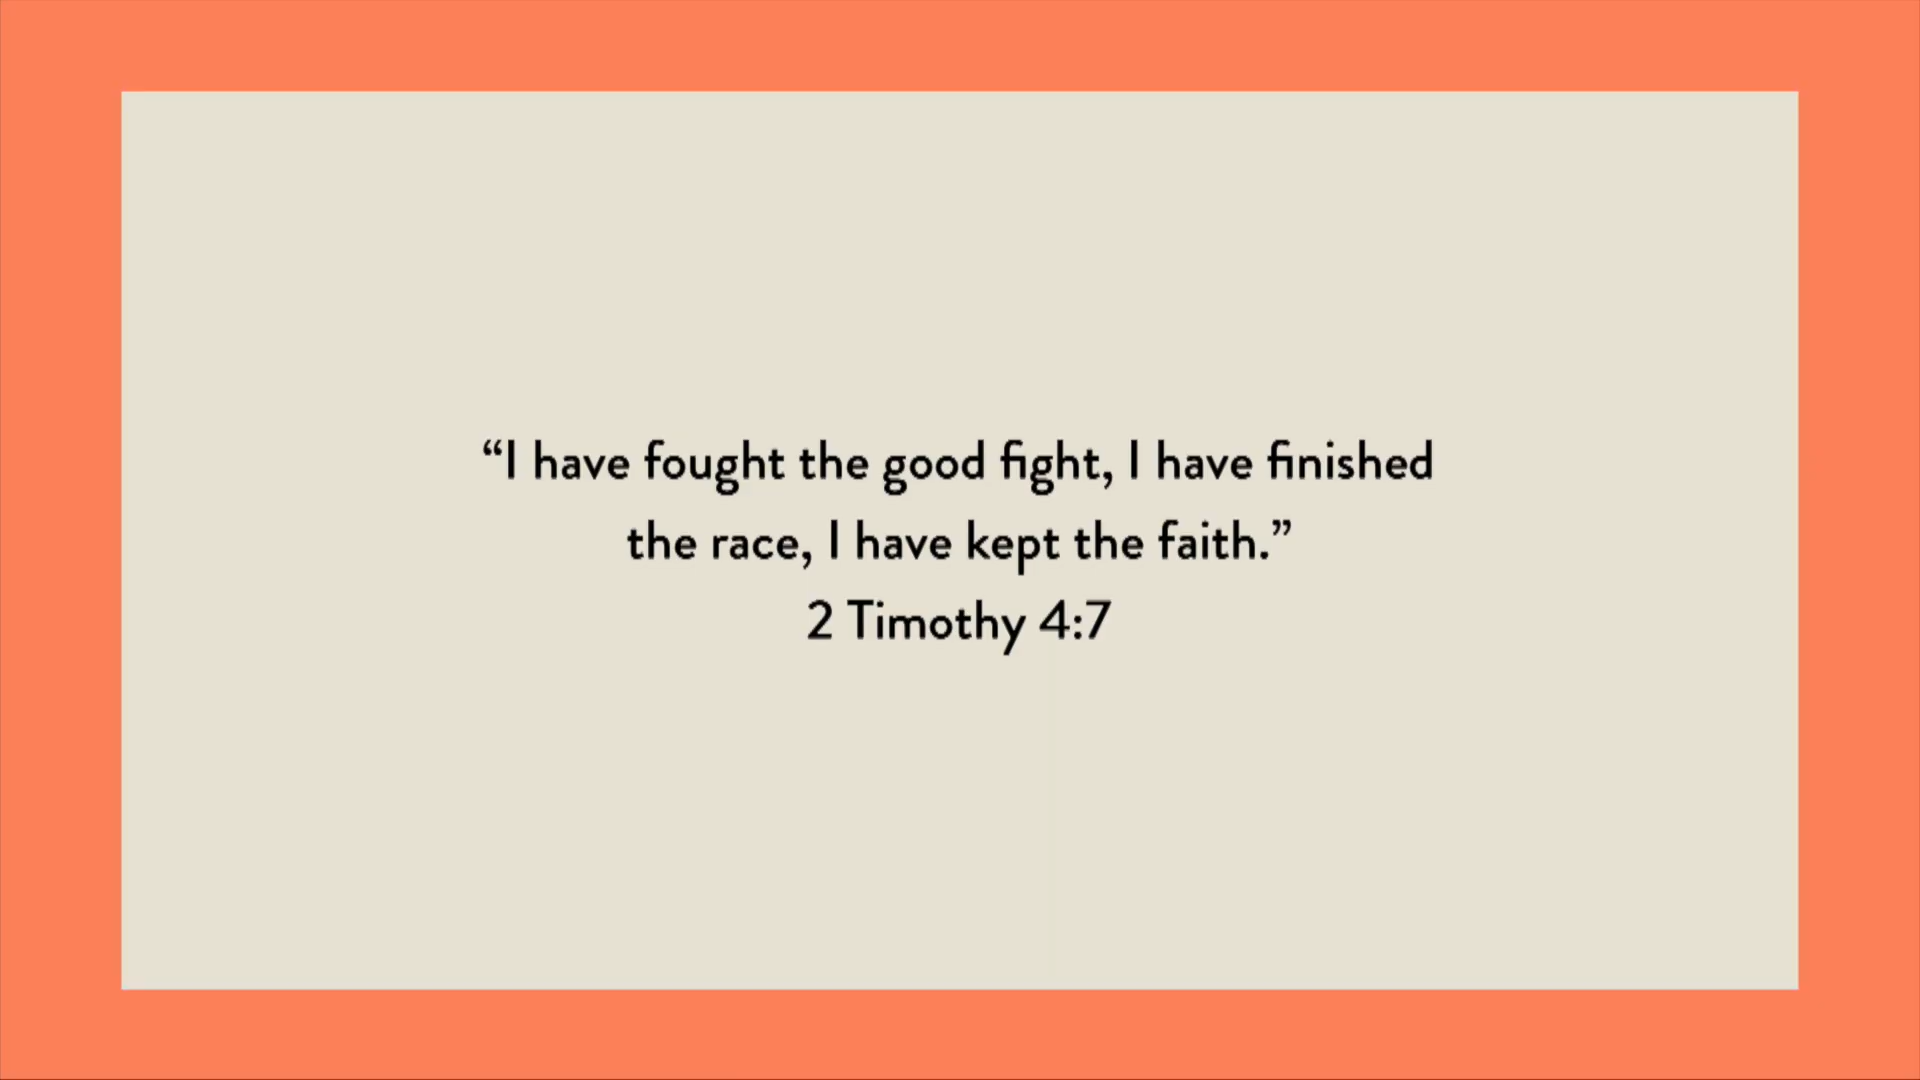 “I have fought the good fight, I have finished
the race, I have kept the faith.”
2 Timothy 4:7